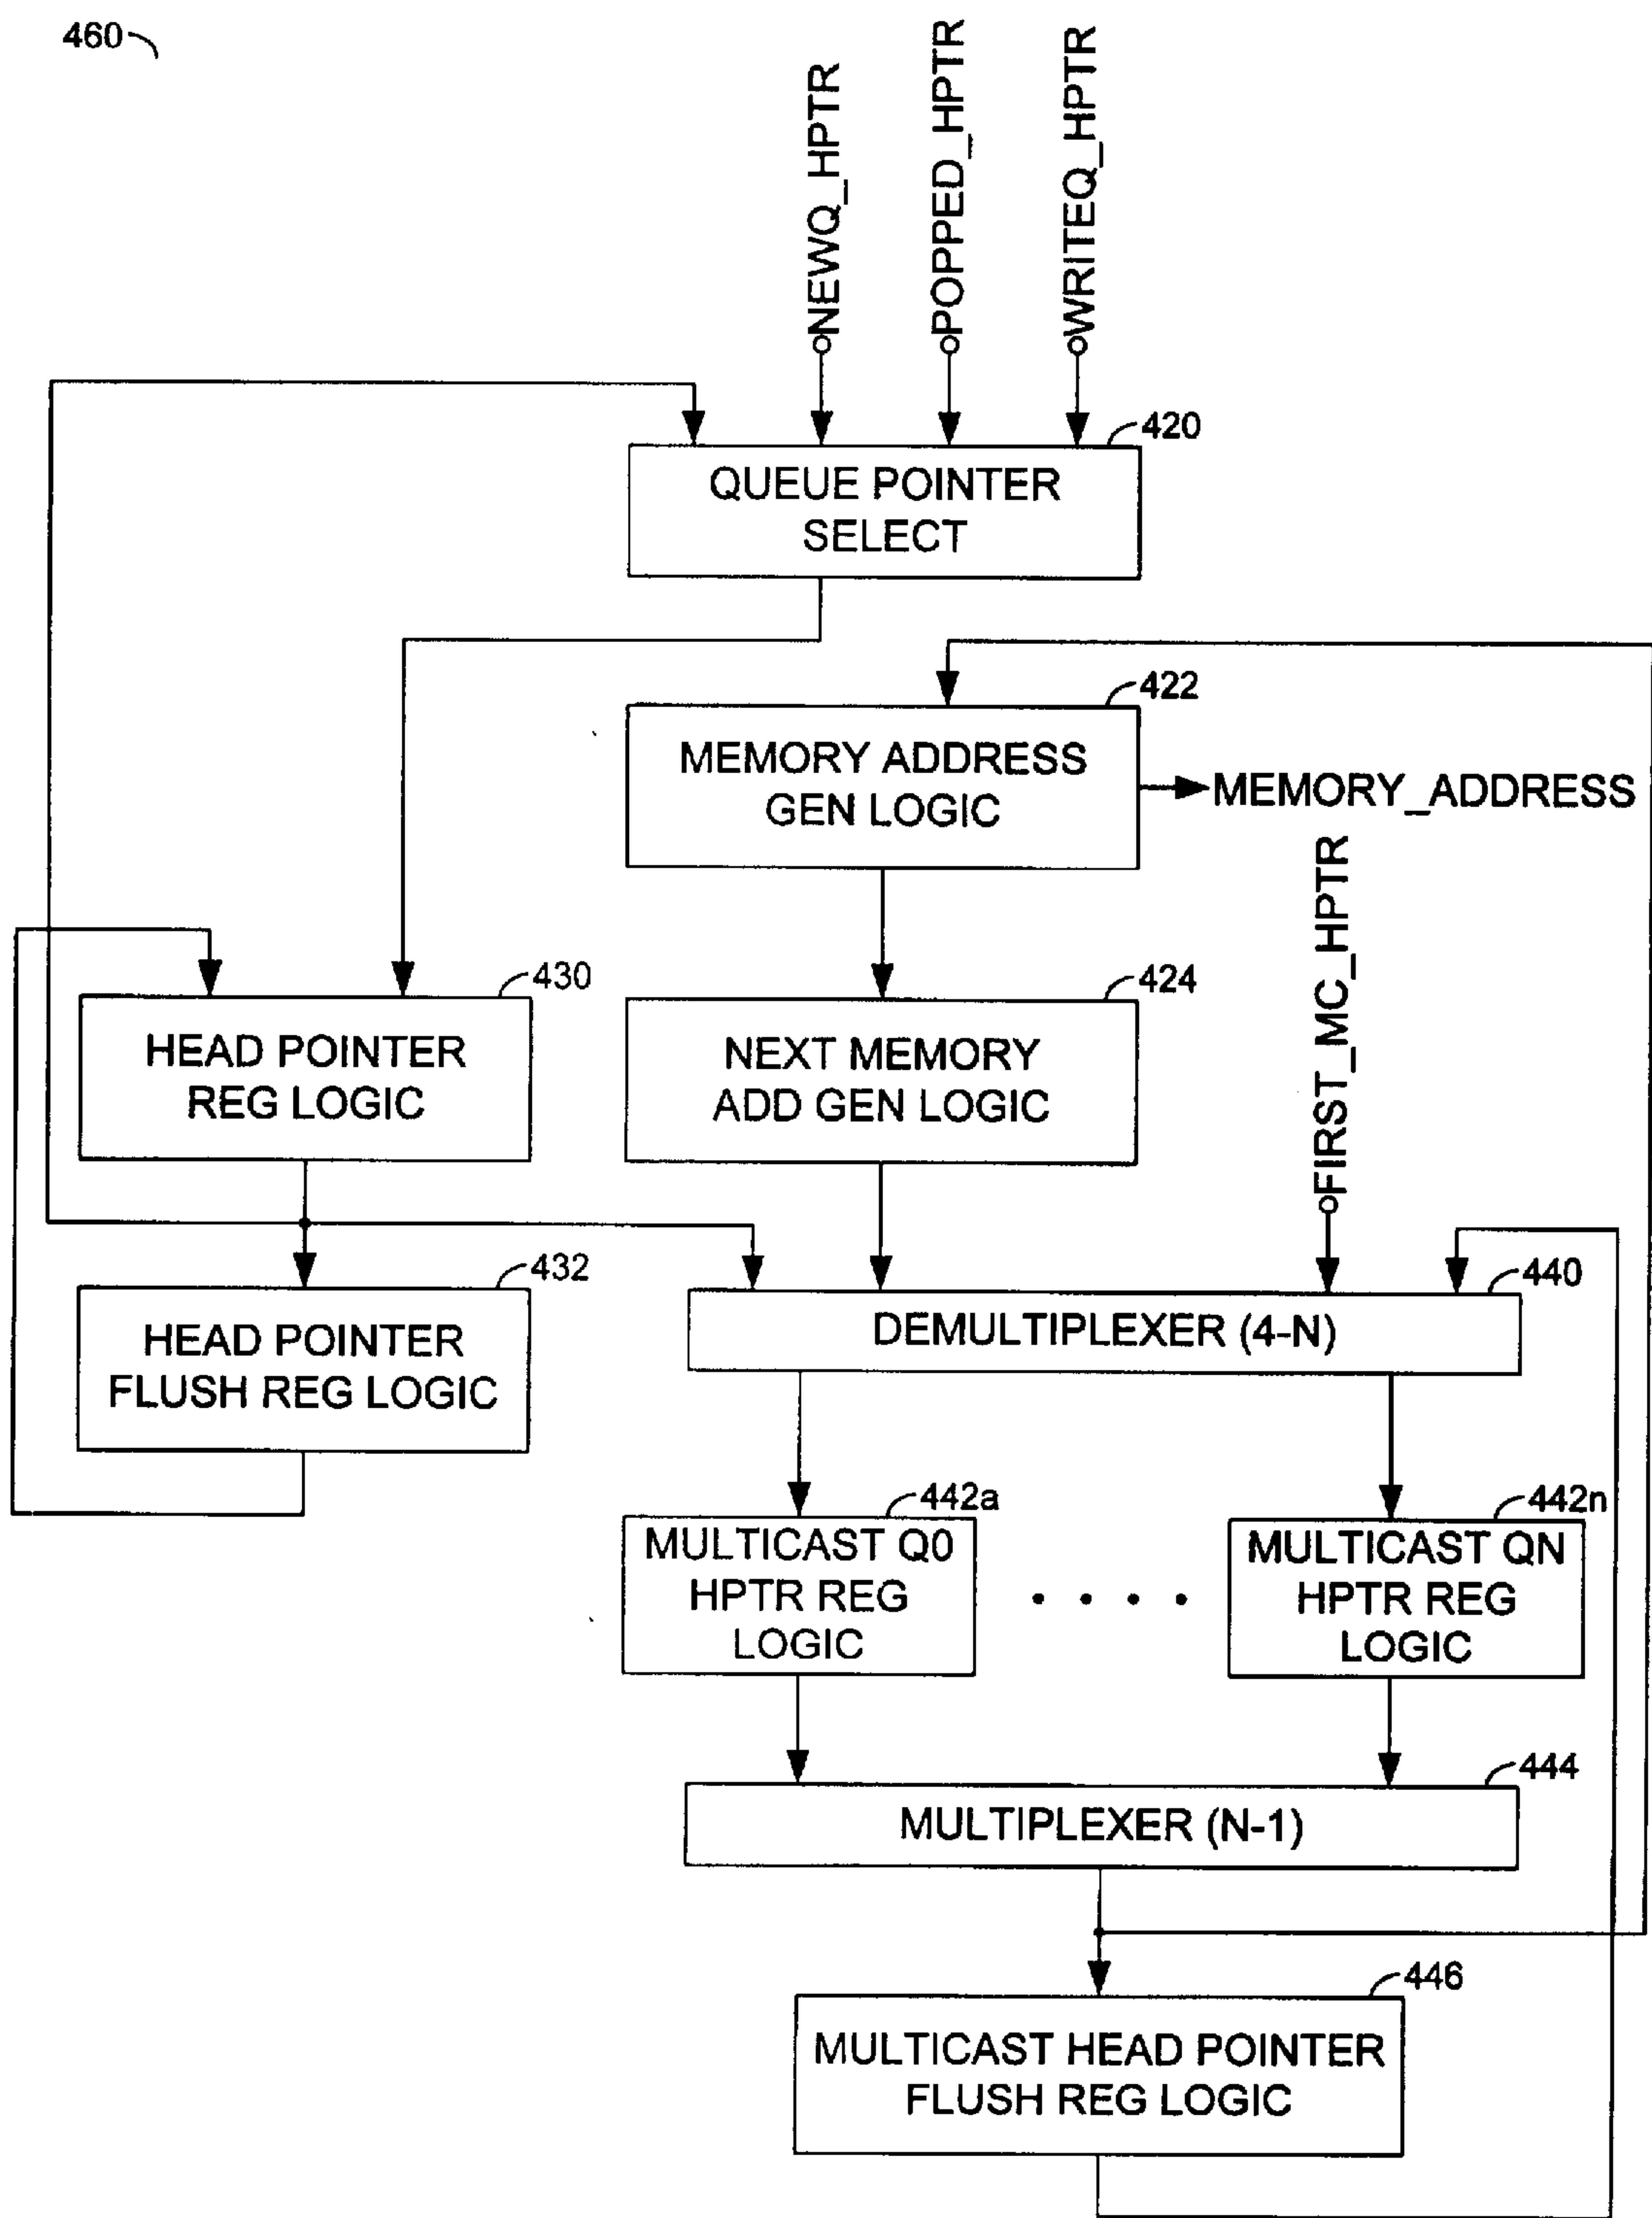 460
NEWQ_HPTR
POPPED_HPTR
WRITEQ_HPTR
420
QUEUE POINTER
SELECT
422
MEMORY ADDRESS
GEN LOGIC
MEMORY_ADDRESS
FIRST_MC_HPTR
430
HEAD POINTER
REG LOGIC
424
NEXT MEMORY
ADD GEN LOGIC
432
HEAD POINTER
FLUSH REG LOGIC
440
DEMULTIPLEXER (4-N)
442a
MULTICAST Q0
HPTR REG
LOGIC
442n
MULTICAST QN
HPTR REG
LOGIC
444
MULTIPLEXER (N-1)
446
MULTICAST HEAD POINTER
FLUSH REG LOGIC